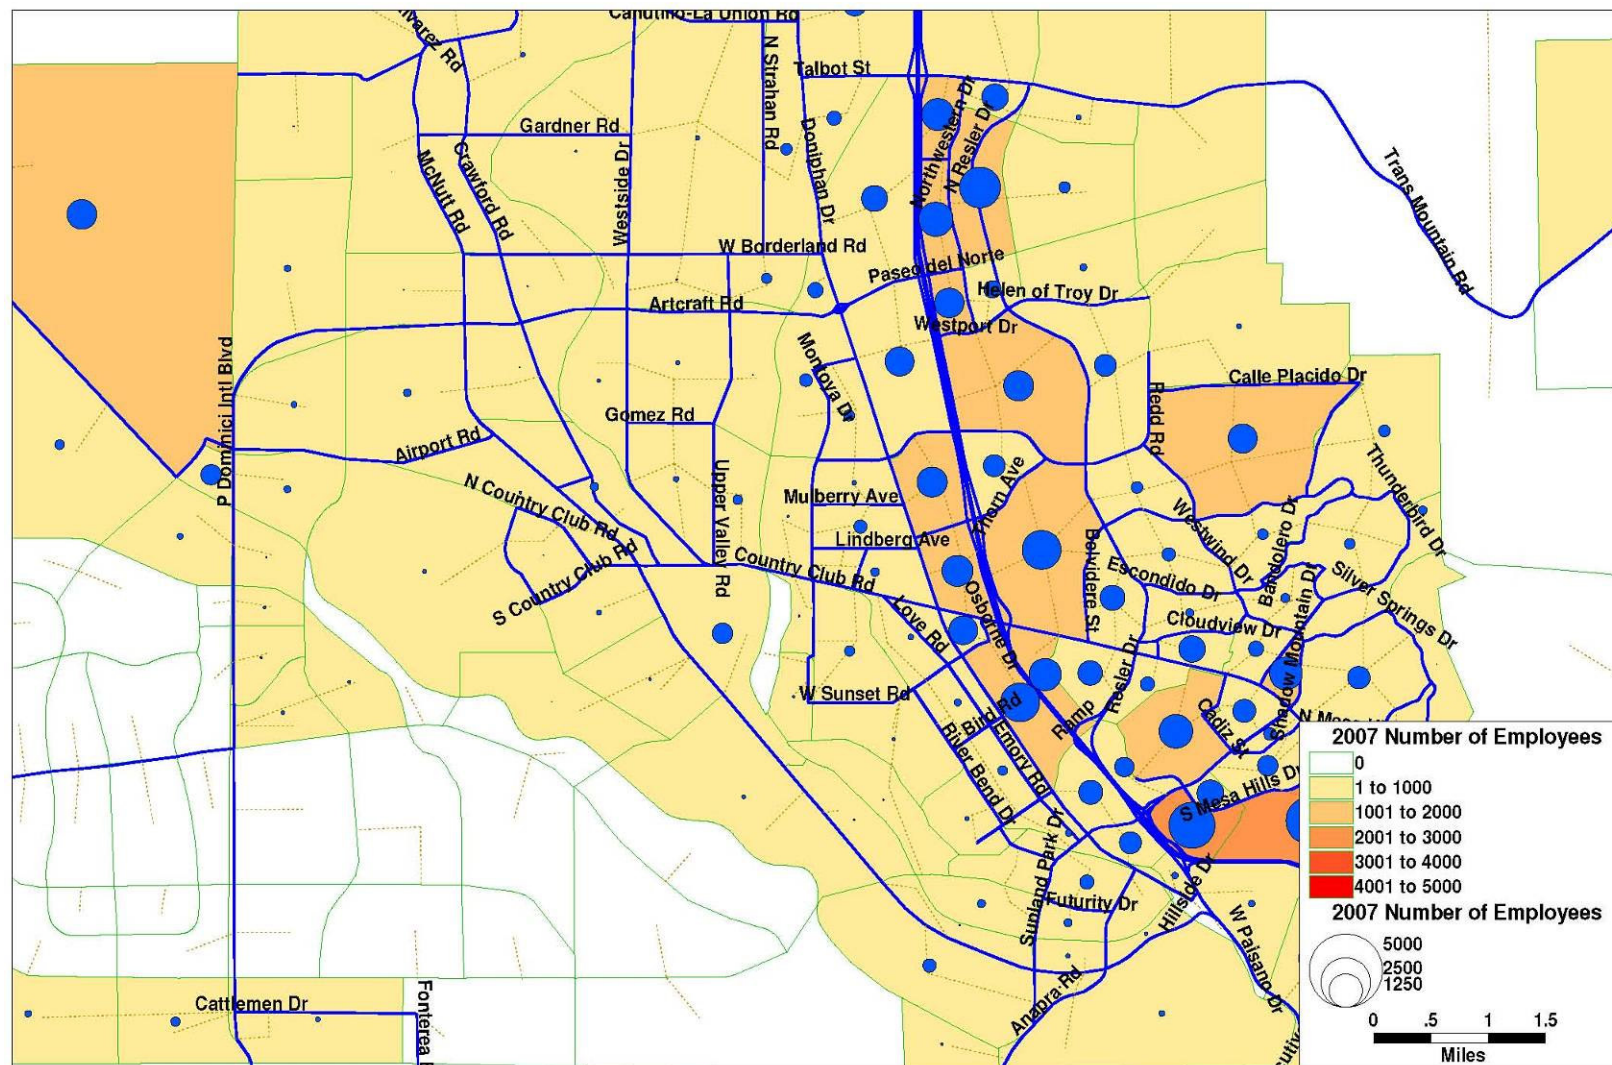 Canutillo-La Union Rd
Alvarez Rd
N Strahan Rd
Talbot St
Gardner Rd
Doniphan Dr
Northwestern Dr
N Resler Dr
McNutt Rd
Crawford Rd
Westside Dr
W Borderland Rd
Paseo del Norte
Trans Mountain Rd
Artcraft Rd
Helen of Troy Dr
Westport Dr
Montoya Dr
P Dominici Intl Blvd
Calle Placido Dr
Redd Rd
Gomez Rd
Airport Rd
Upper Valley Rd
N Country Club Rd
Mulberry Ave
Thorn Ave
Thunderbird Dr
Westwind Dr
Bandolero Dr
Lindberg Ave
Country Club Rd
S Country Club Rd
Belvidere St
Escondido Dr
Silver Springs Dr
Osborne Dr
Love Rd
Cloudview Dr
Shadow Mountain Dr
Resler Dr
W Sunset Rd
Bird Rd
Ramp
Cadiz St
River Bend Dr
Emory Rd
S Mesa Hills Dr
Sunland Park Dr
Futurity Dr
Hillside Dr
W Paisano Dr
Anapra Rd
Cattlemen Dr
Fonterea
2007 Number of Employees
0
1 to 1000
1001 to 2000
2001 to 3000
3001 to 4000
4001 to 5000
2007 Number of Employees
5000
2500
1250
0 .5 1 1.5
Miles